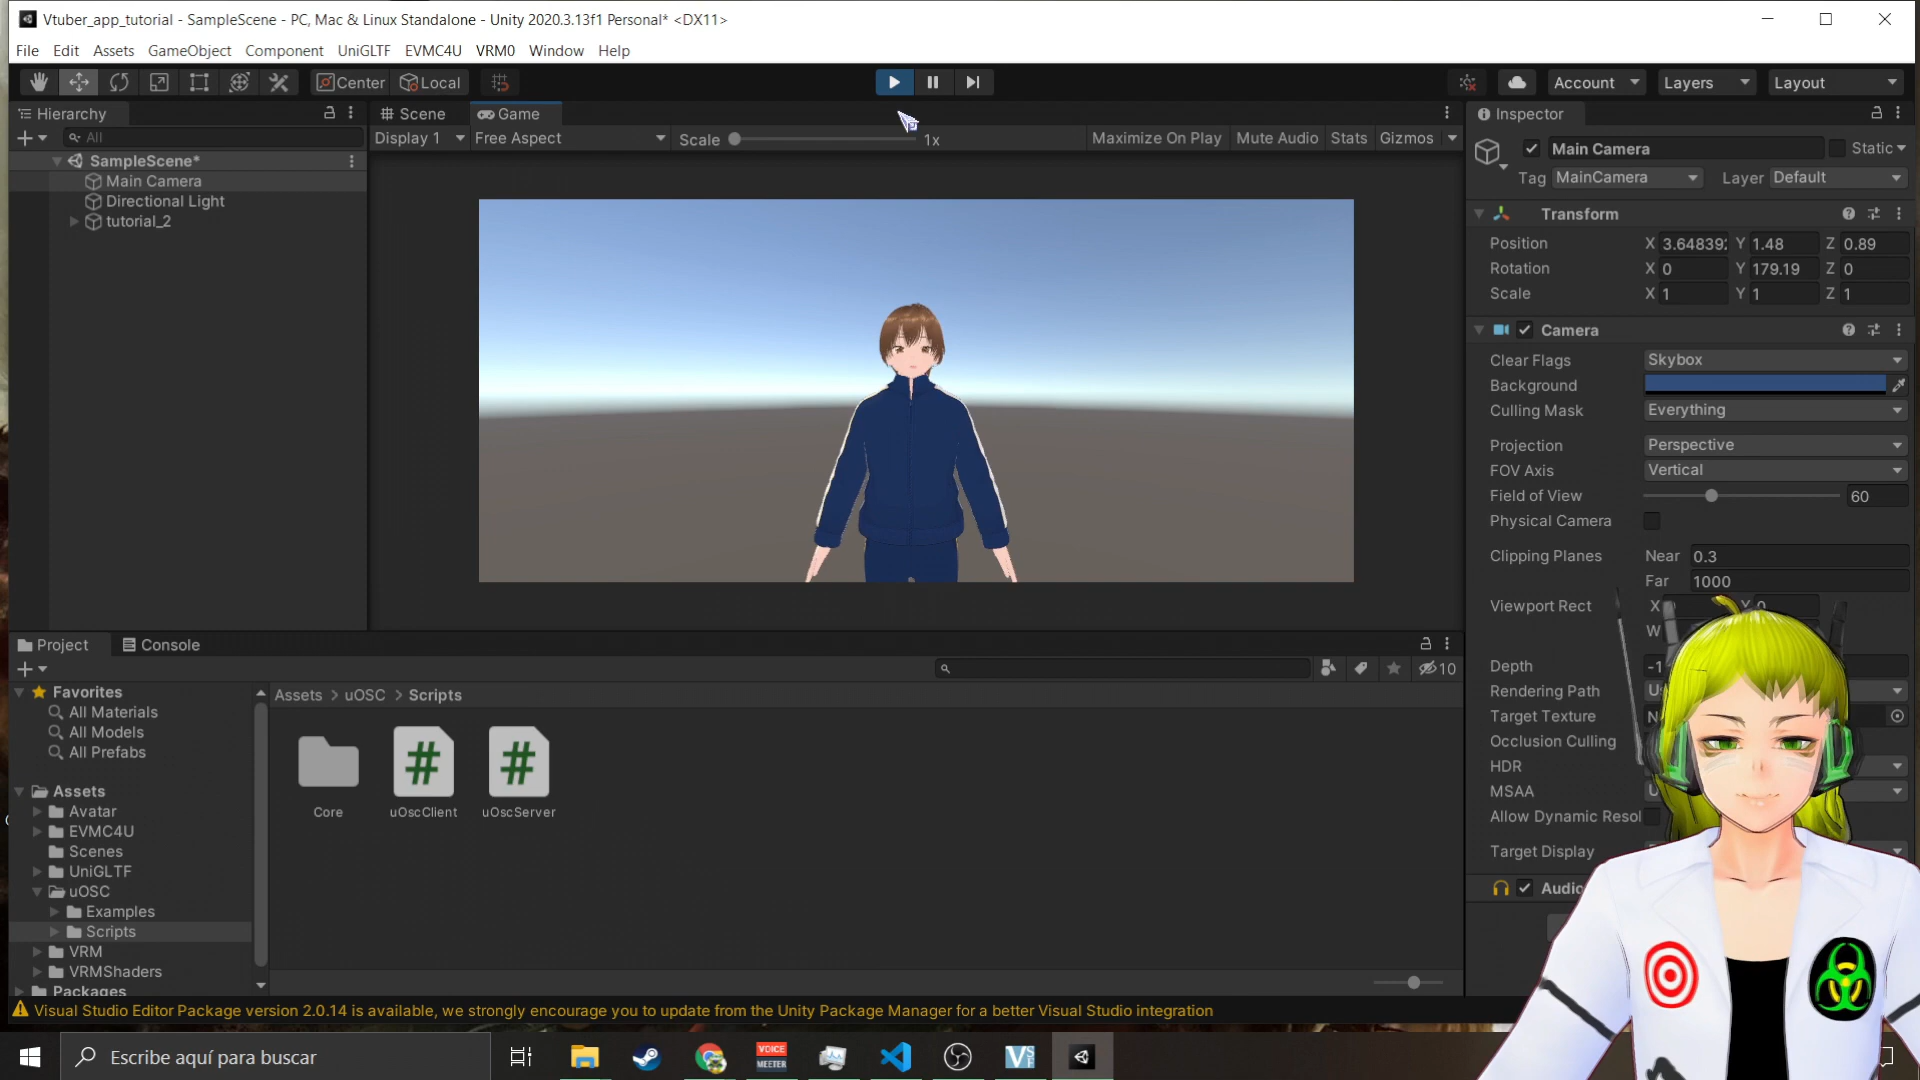 Vtuber_app_tutorial - SampleScene - PC, Mac & Linux Standalone - Unity 2020.3.13f1 Personal* <DX11>
File Edit Assets GameObject Component UniGLTF EVMC4U VRM0 Window Help
Center Local Account Layers Layout
Hierarchy
All
SampleScene*
Main Camera
Directional Light
tutorial_2
Scene Game
Display 1 Free Aspect Scale 1x Maximize On Play Mute Audio Stats Gizmos
Inspector
Main Camera Static
Tag MainCamera Layer Default
Transform
Position X 3.648392 Y 1.48 Z 0.89
Rotation X 0 Y 179.19 Z 0
Scale X 1 Y 1 Z 1
Camera
Clear Flags Skybox
Background
Culling Mask Everything
Projection Perspective
FOV Axis Vertical
Field of View 60
Physical Camera
Clipping Planes Near 0.3
Far 1000
Viewport Rect X Y 0
W
Depth -1
Rendering Path
Target Texture
Occlusion Culling
HDR
MSAA
Allow Dynamic Resol
Target Display
Audio
Project Console
10
Favorites
All Materials
All Models
All Prefabs
Assets
Avatar
EVMC4U
Scenes
UniGLTF
uOSC
Examples
Scripts
VRM
VRMShaders
Packages
Assets > uOSC > Scripts
Core uOscClient uOscServer
Visual Studio Editor Package version 2.0.14 is available, we strongly encourage you to update from the Unity Package Manager for a better Visual Studio integration
Escribe aquí para buscar
VOICE
MEETER